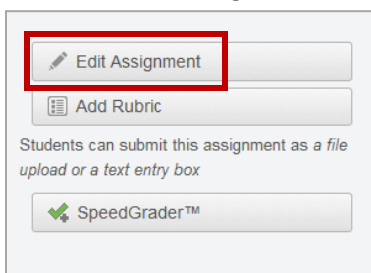 Edit Assignment
Add Rubric
Students can submit this assignment as a file
upload or a text entry box
SpeedGrader™